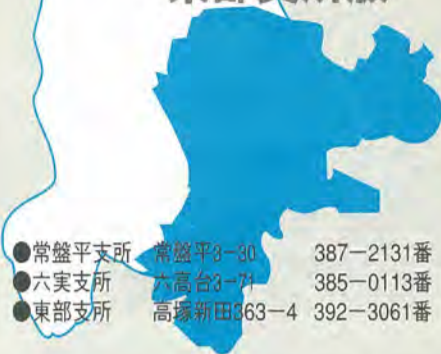 ●常盤平支所 常盤平3-30 387-2131番
●六実支所 六高台3-71 385-0113番
●東部支所 高塚新田363-4 392-3061番